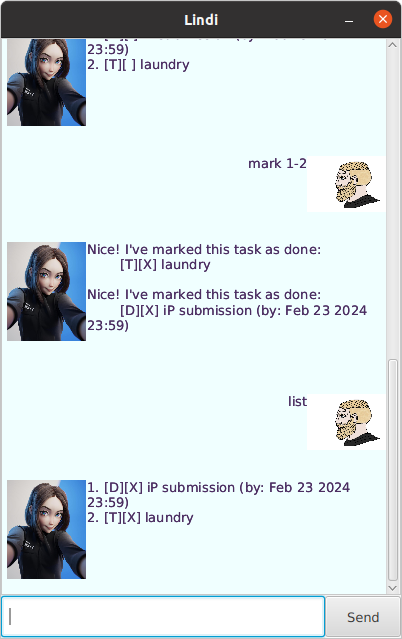 Lindi
23:59)
2. [T][ ] laundry
mark 1-2
Nice! I've marked this task as done:
[T][X] laundry
Nice! I've marked this task as done:
[D][X] iP submission (by: Feb 23 2024
23:59)
list
1. [D][X] iP submission (by: Feb 23 2024
23:59)
2. [T][X] laundry
Send